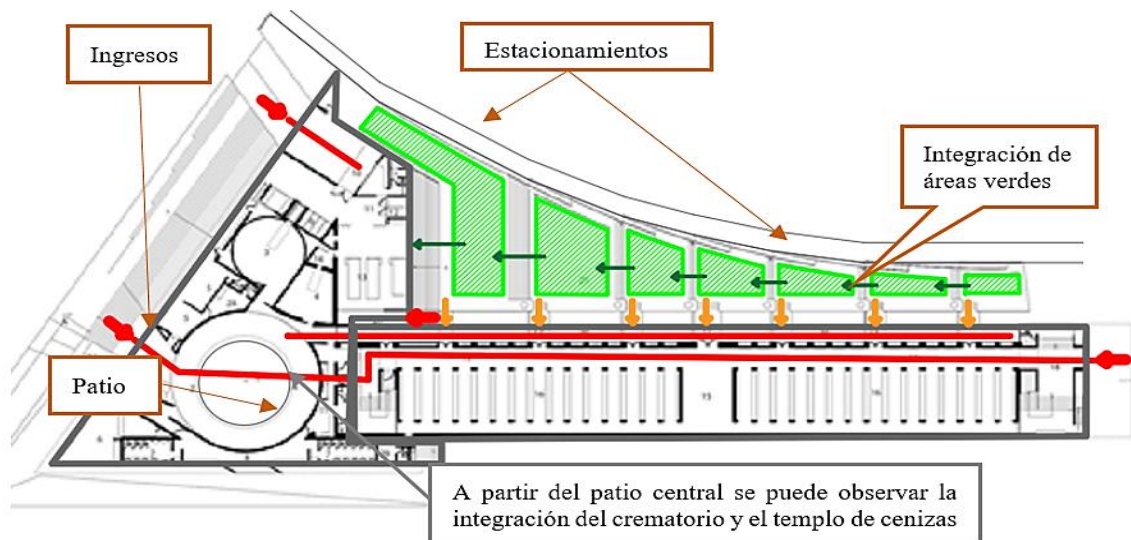 Ingresos
Estacionamientos
Integración de
áreas verdes
Patio
A partir del patio central se puede observar la
integración del crematorio y el templo de cenizas